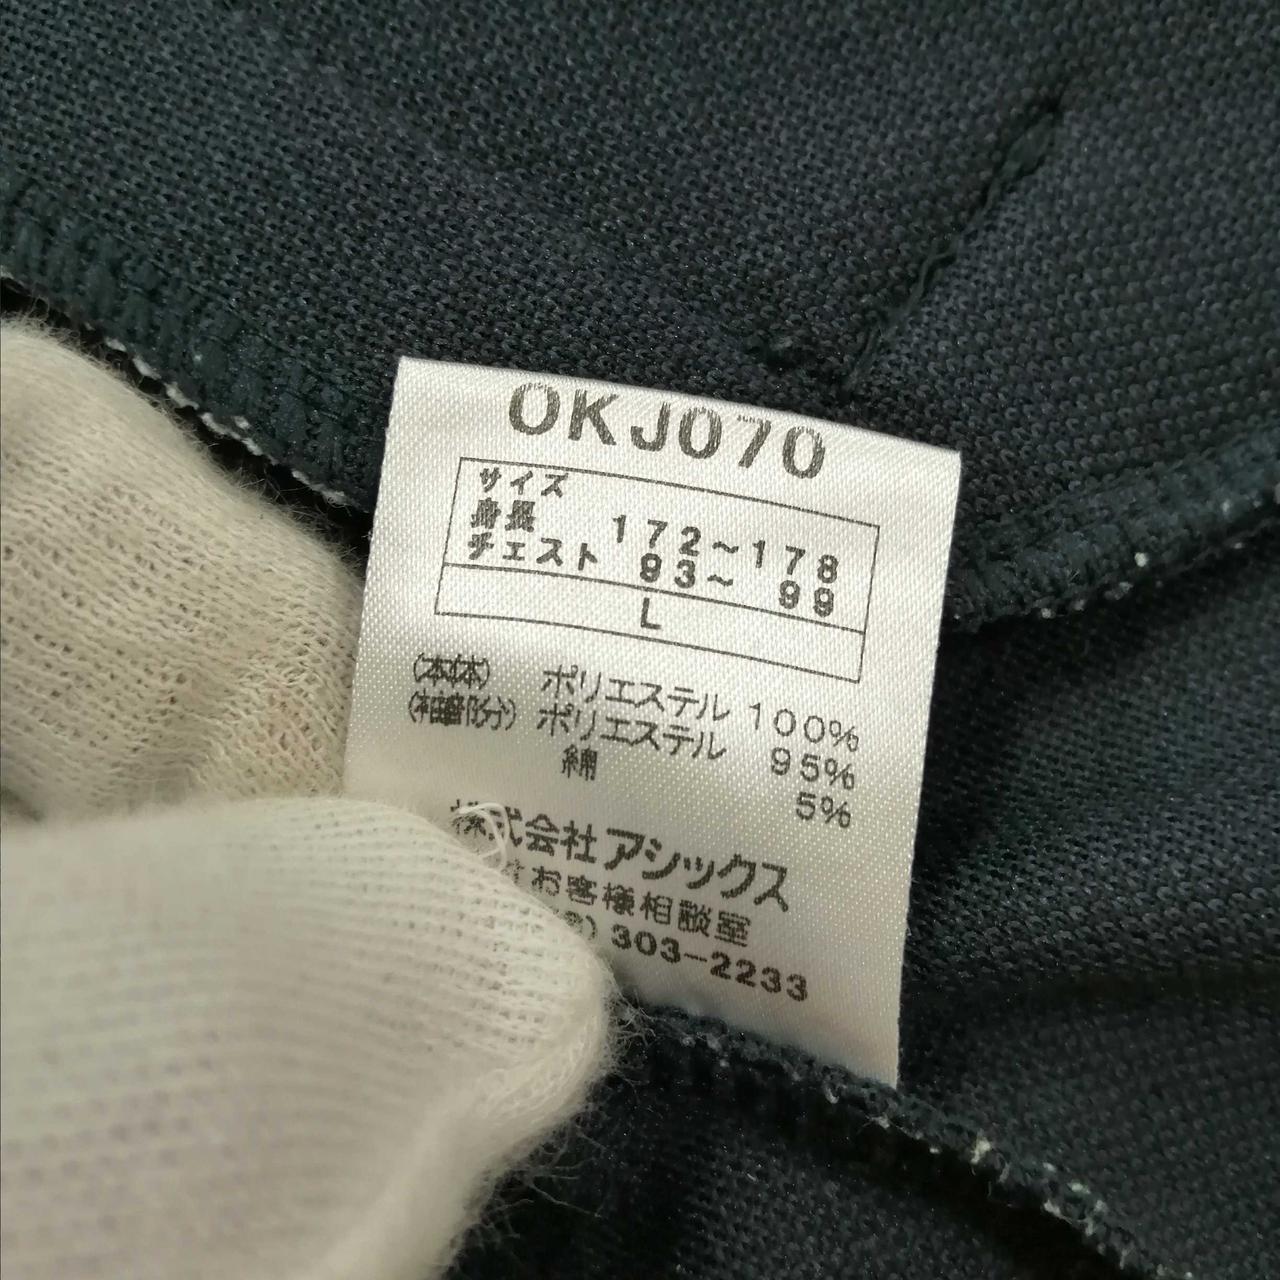 OKJ070
サイズ
身長 172~178
チェスト 93~ 99
L
(本体) ポリエステル 100%
(袖部分) ポリエステル 95%
綿 5%
株式会社アシックス
お客様相談室
303-2233